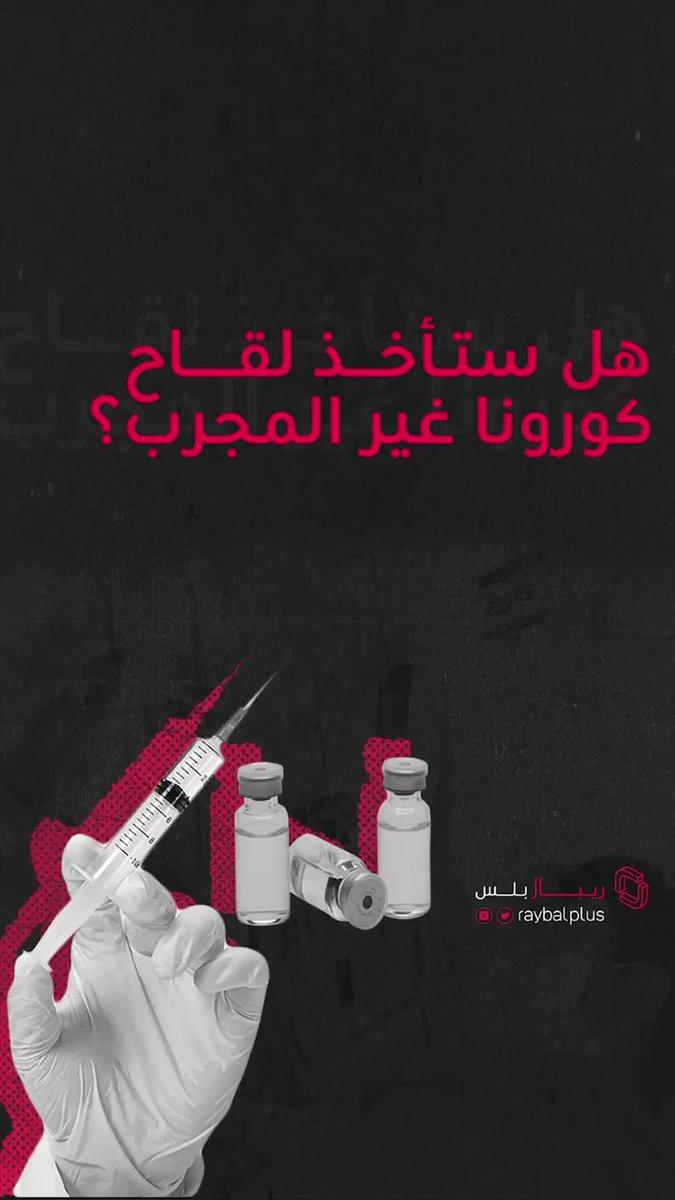 هل ستأخذ لقاح
كورونا غير المجرب؟
ريبال بلس
raybalplus